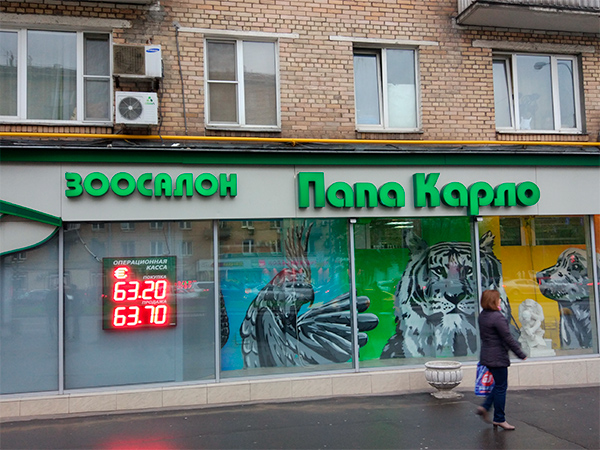 ЗООСАЛОН
Папа Карло
ОПЕРАЦИОННАЯ
КАССА
€
ПОКУПКА
63.20
ПРОДАЖА
63.70